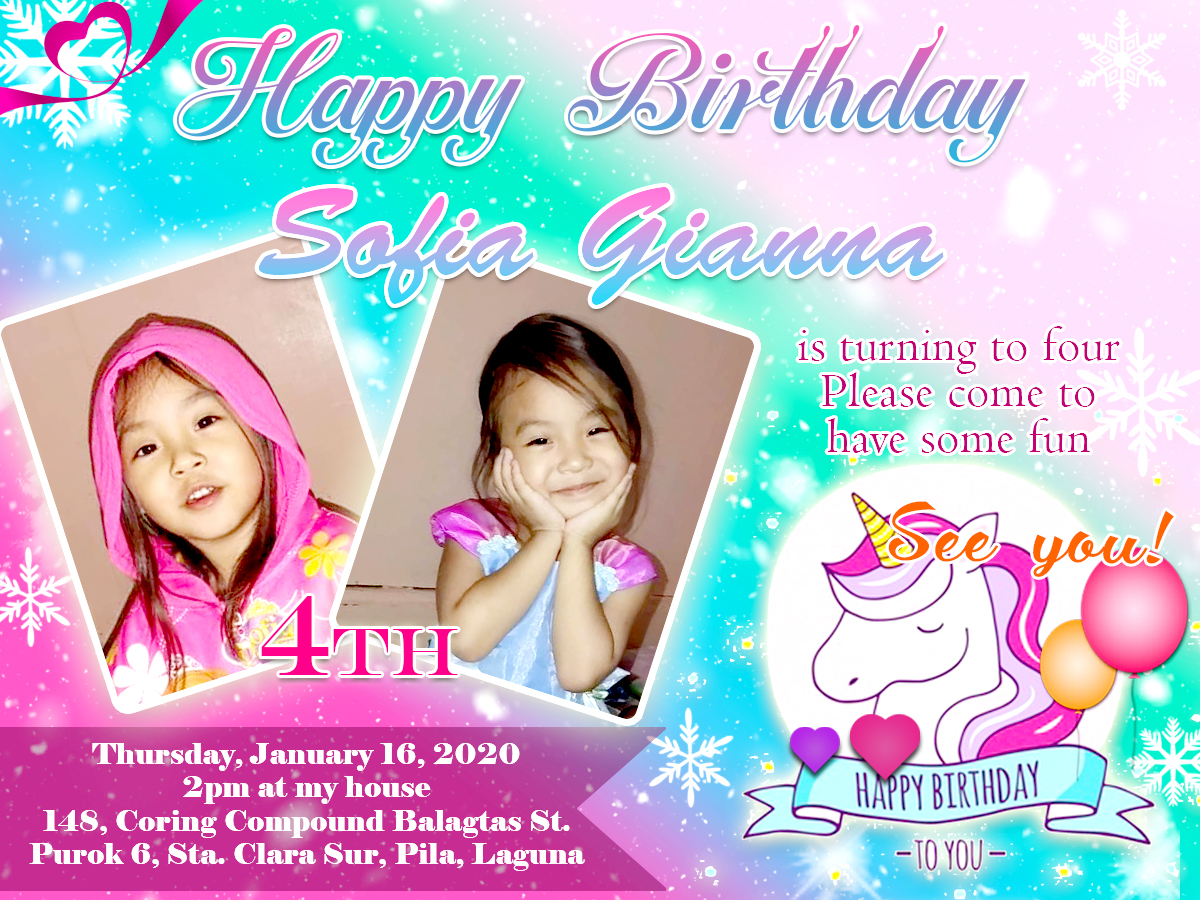 Happy Birthday
Sofia Gianna
is turning to four
Please come to
have some fun
See you!
4TH
HAPPY BIRTHDAY
-TO YOU-
Thursday, January 16, 2020
2pm at my house
148, Coring Compound Balagtas St.
Purok 6, Sta. Clara Sur, Pila, Laguna